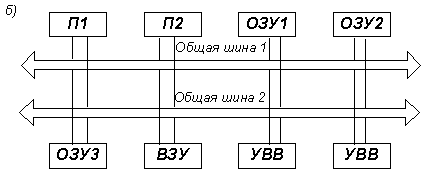 б)
П1 П2 ОЗУ1 ОЗУ2
Общая шина 1
Общая шина 2
ОЗУ3 ВЗУ УВВ УВВ